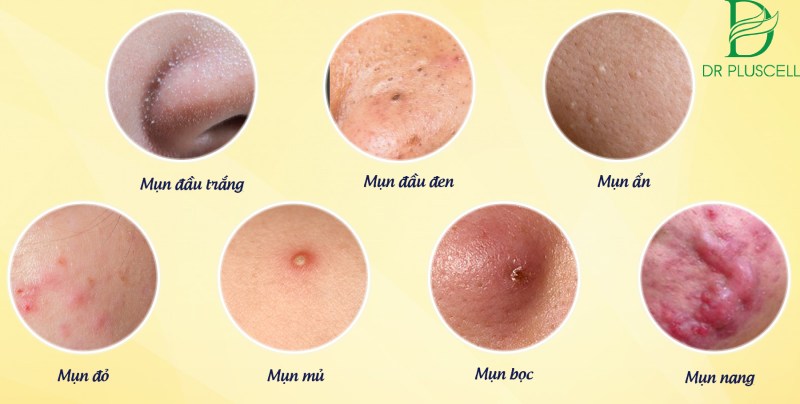 DR PLUSCELL
Mụn đầu trắng
Mụn đầu đen
Mụn ẩn
Mụn đỏ
Mụn mủ
Mụn bọc
Mụn nang